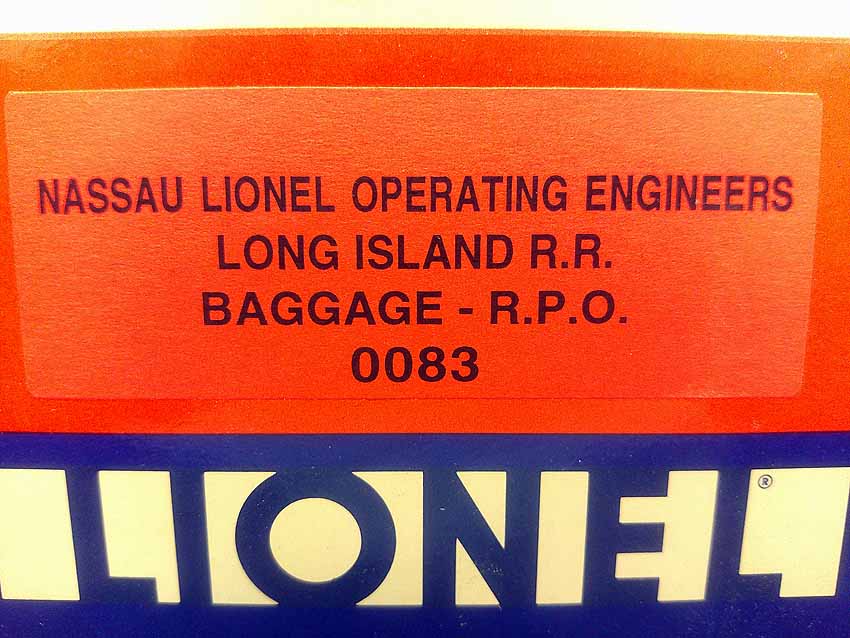 NASSAU LIONEL OPERATING ENGINEERS
LONG ISLAND R.R.
BAGGAGE - R.P.O.
0083
LIONEL®